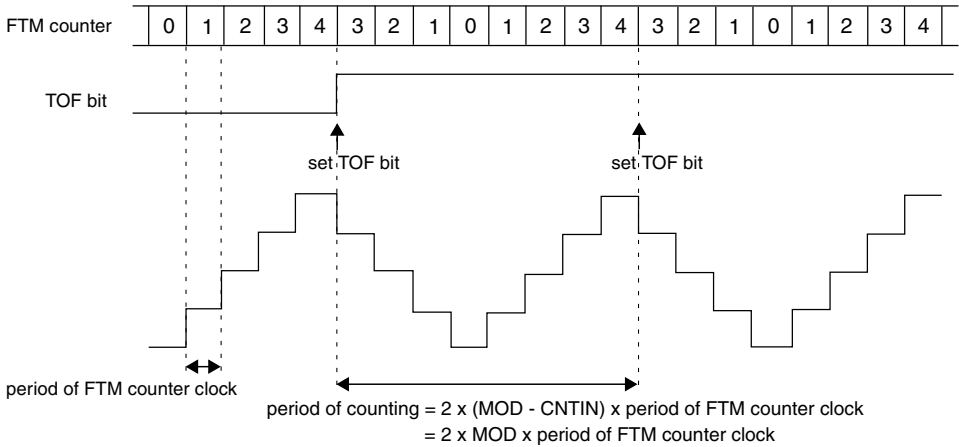 FTM counter 0 1 2 3 4 3 2 1 0 1 2 3 4 3 2 1 0 1 2 3 4
TOF bit
set TOF bit set TOF bit
period of FTM counter clock
period of counting = 2 x (MOD - CNTIN) x period of FTM counter clock
= 2 x MOD x period of FTM counter clock